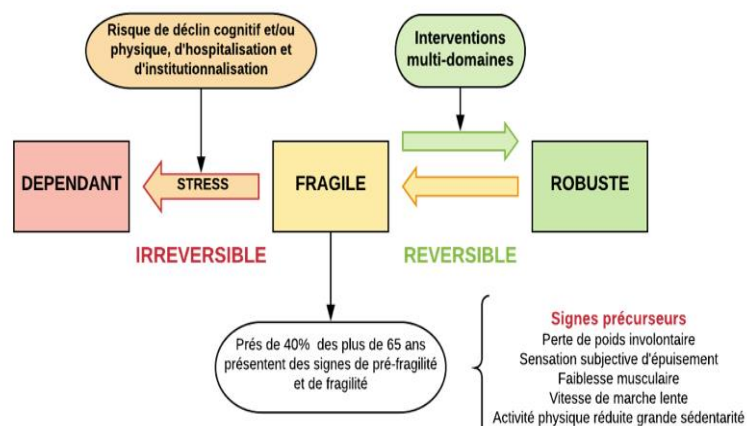 Risque de déclin cognitif et/ou
physique, d'hospitalisation et
d'institutionnalisation
Interventions
multi-domaines
DEPENDANT
STRESS
FRAGILE
ROBUSTE
IRREVERSIBLE
REVERSIBLE
Prés de 40% des plus de 65 ans
présentent des signes de pré-fragilité
et de fragilité
Signes précurseurs
Perte de poids involontaire
Sensation subjective d'épuisement
Faiblesse musculaire
Vitesse de marche lente
Activité physique réduite grande sédentarité